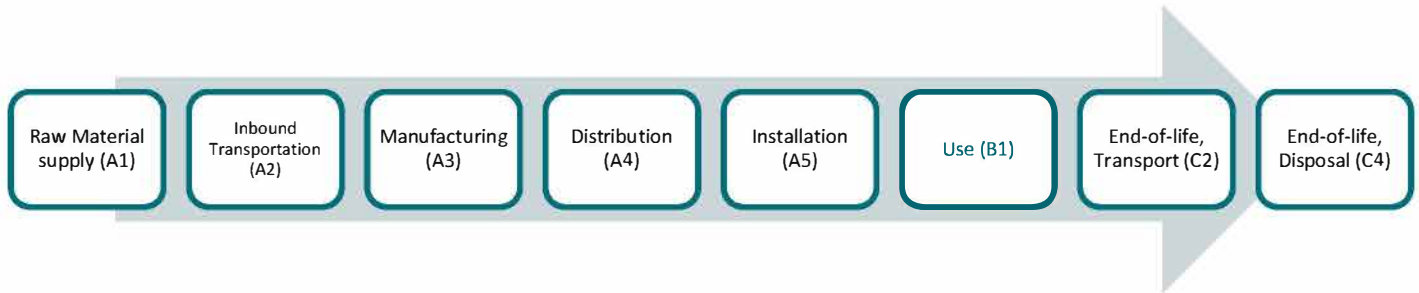 Raw Material
supply (A1)
Inbound
Transportation
(A2)
Manufacturing
(A3)
Distribution
(A4)
Installation
(A5)
Use (B1)
End-of-life,
Transport (C2)
End-of-life,
Disposal (C4)